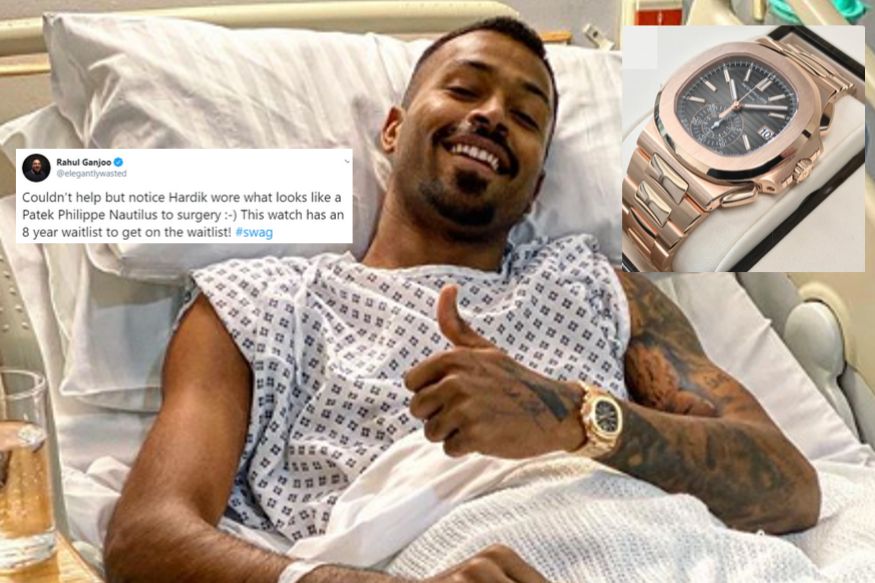 Rahul Ganjoo
@elegantlywasted
Couldn't help but notice Hardik wore what looks like a
Patek Philippe Nautilus to surgery :-) This watch has an
8 year waitlist to get on the waitlist! #swag